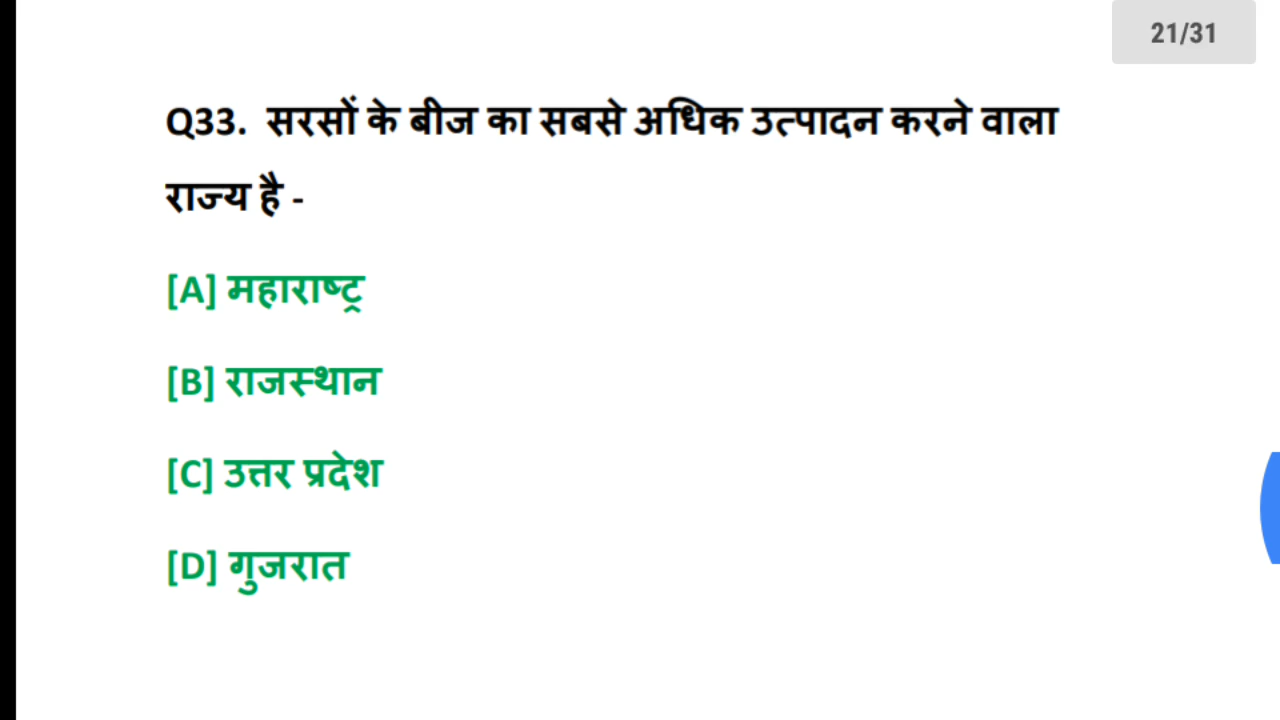 21/31
Q33. सरसों के बीज का सबसे अधिक उत्पादन करने वाला
राज्य है -
[A] महाराष्ट्र
[B] राजस्थान
[C] उत्तर प्रदेश
[D] गुजरात